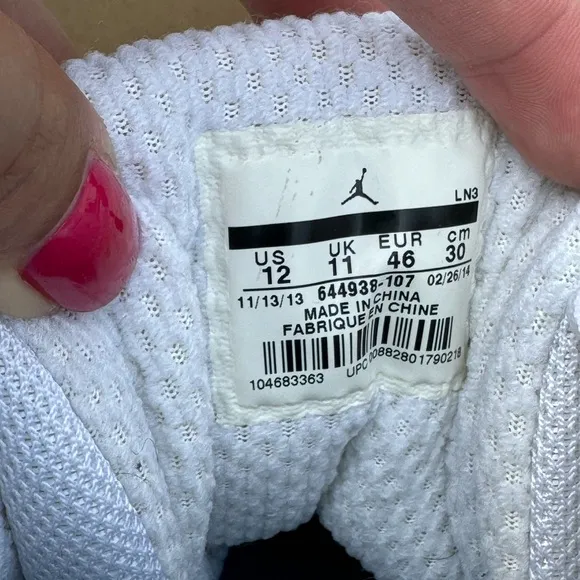 LN3
US UK EUR cm
12 11 46 30
11/13/13 644938-107 02/26/14
MADE IN CHINA
FABRIQUE EN CHINE
104683363 UPC 00882801790218